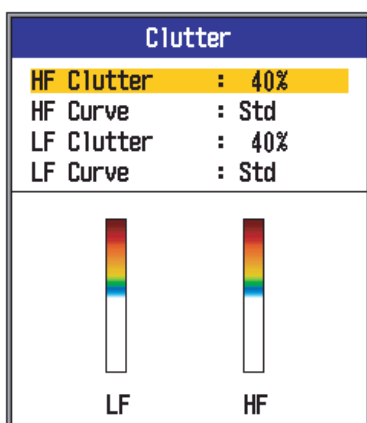 Clutter
HF Clutter : 40%
HF Curve : Std
LF Clutter : 40%
LF Curve : Std
LF HF